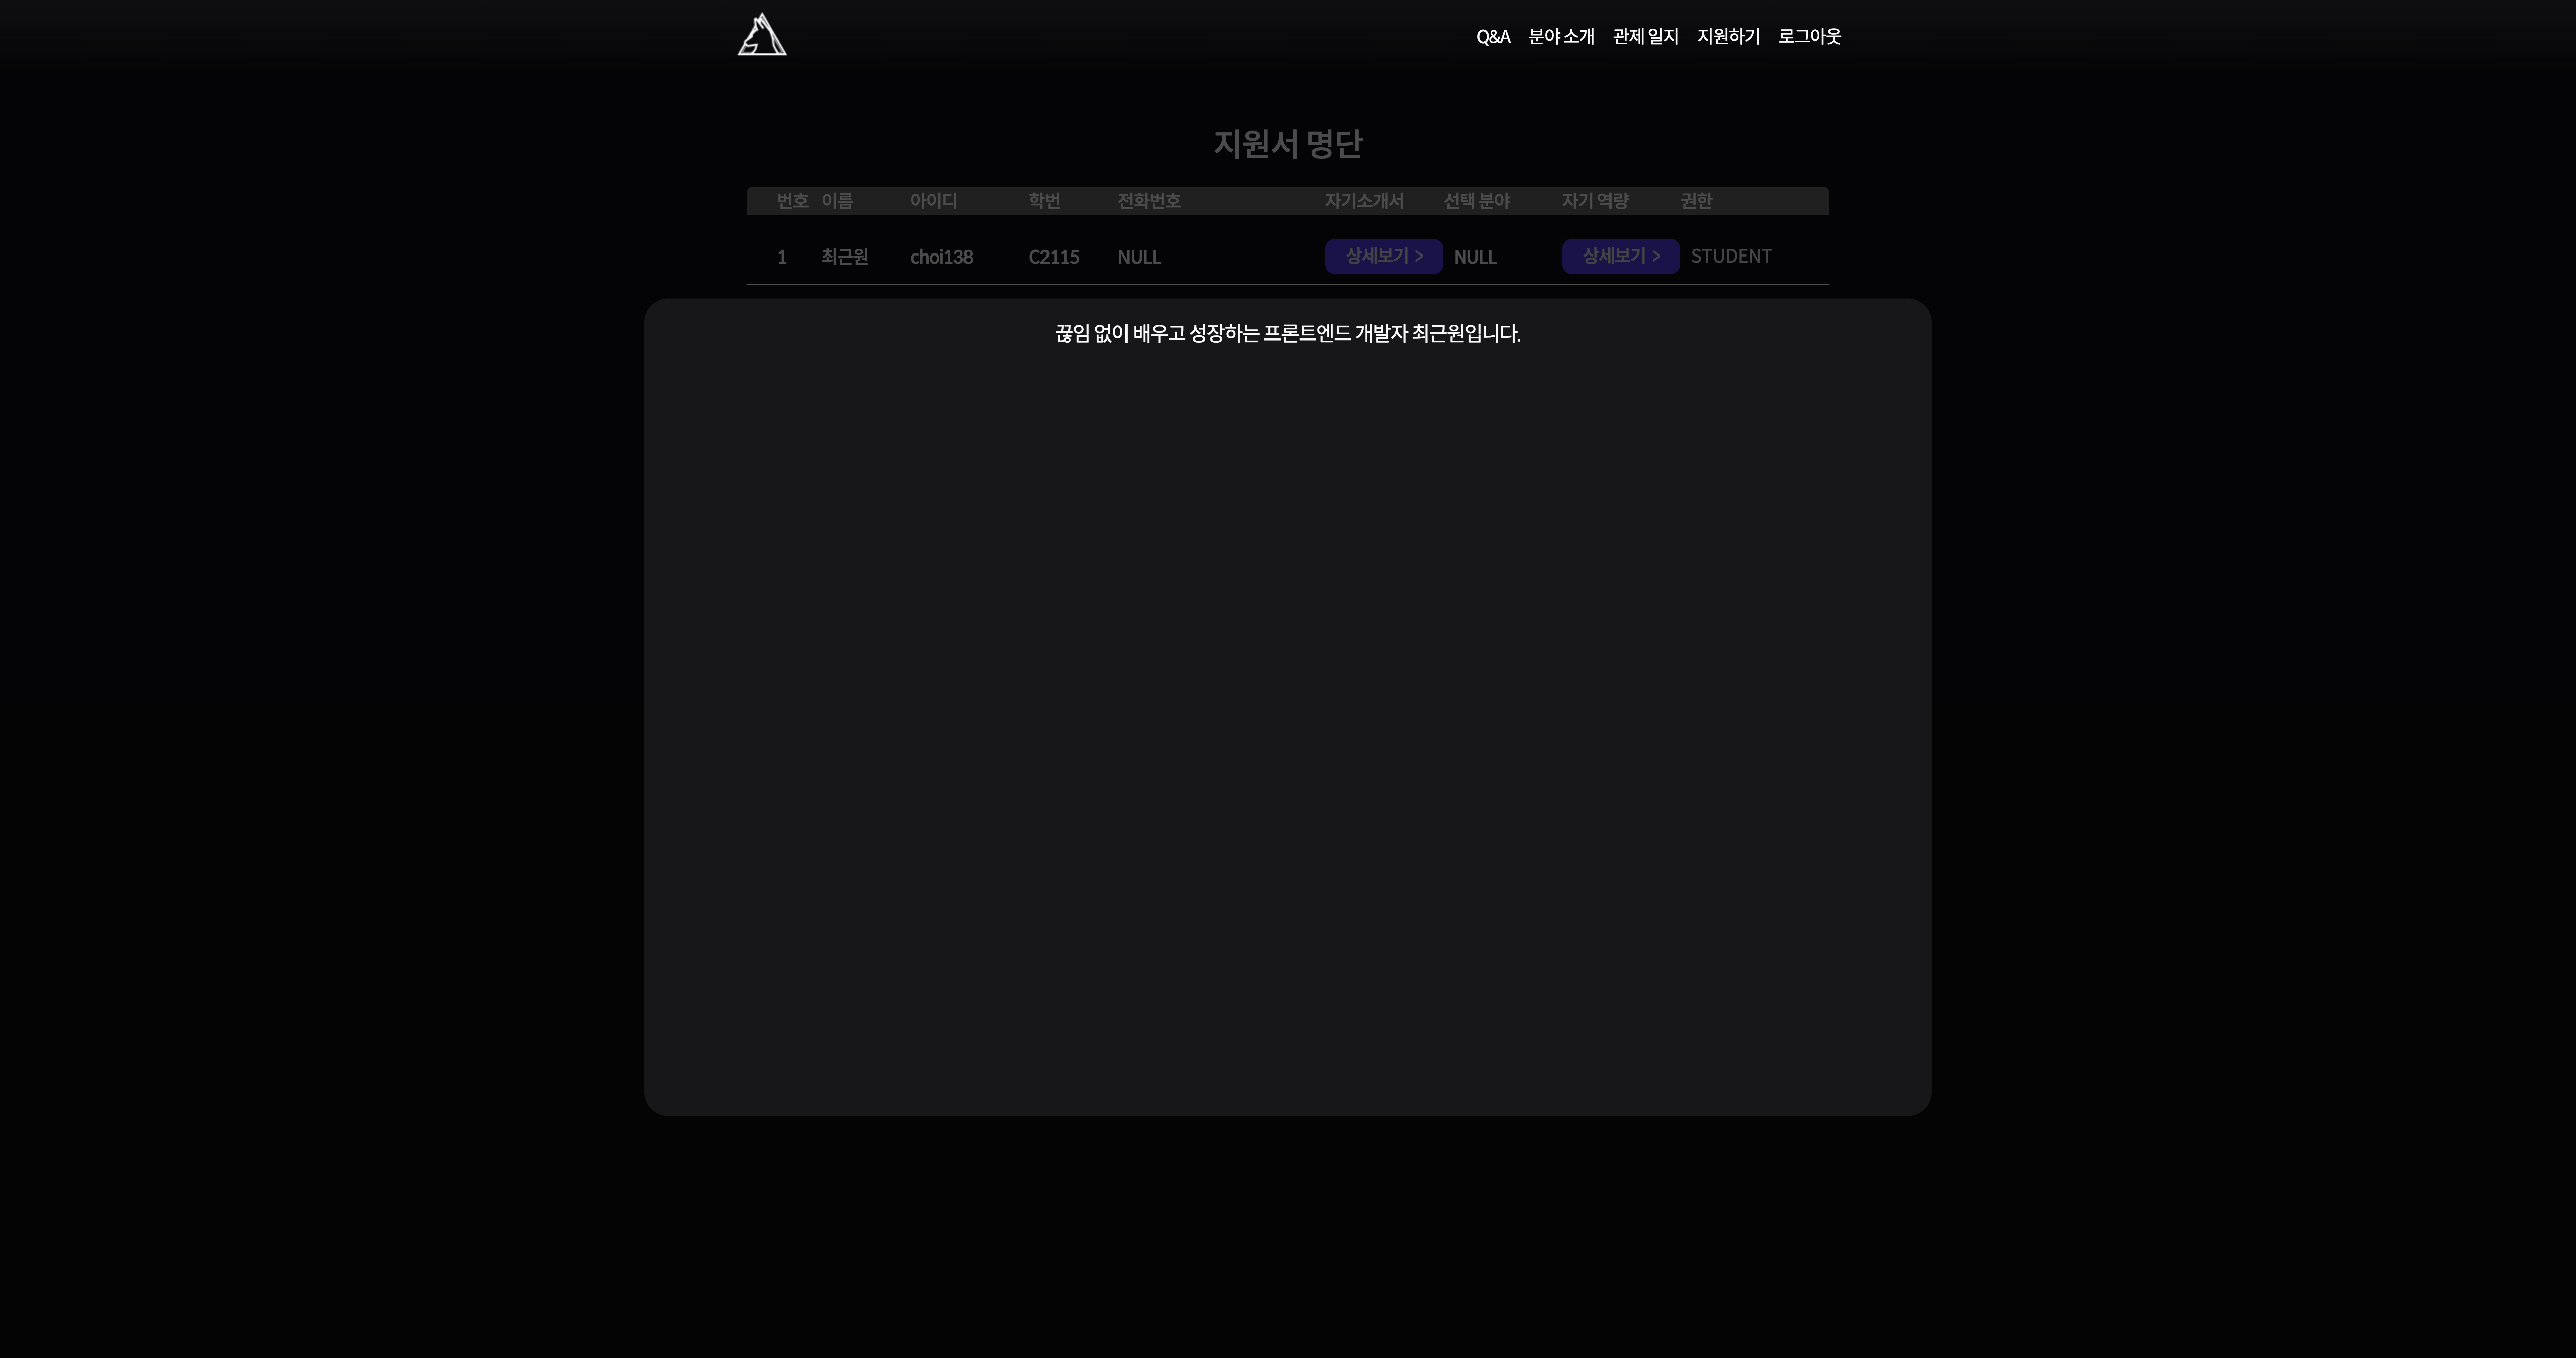 Q&A 분야 소개 관제 일지 지원하기 로그아웃
지원서 명단
번호 이름 아이디 학번 전화번호 자기소개서 선택 분야 자기 역량 권한
1 최근원 choi138 C2115 NULL 상세보기 > NULL 상세보기 > STUDENT
끊임 없이 배우고 성장하는 프론트엔드 개발자 최근원입니다.